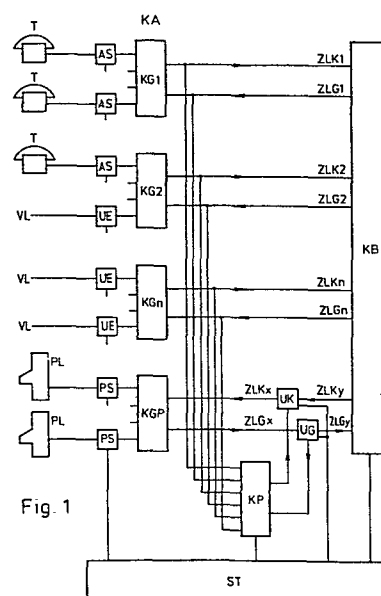 KA
T
AS
KG1
ZLK1
T
AS
ZLG1
T
AS
KG2
ZLK2
VL
UE
ZLG2
KB
VL
UE
KGn
ZLKn
VL
UE
ZLGn
PL
PS
KGP
ZLKx
UK
ZLKy
PL
PS
ZLGx
UG
ZLGy
KP
Fig. 1
ST